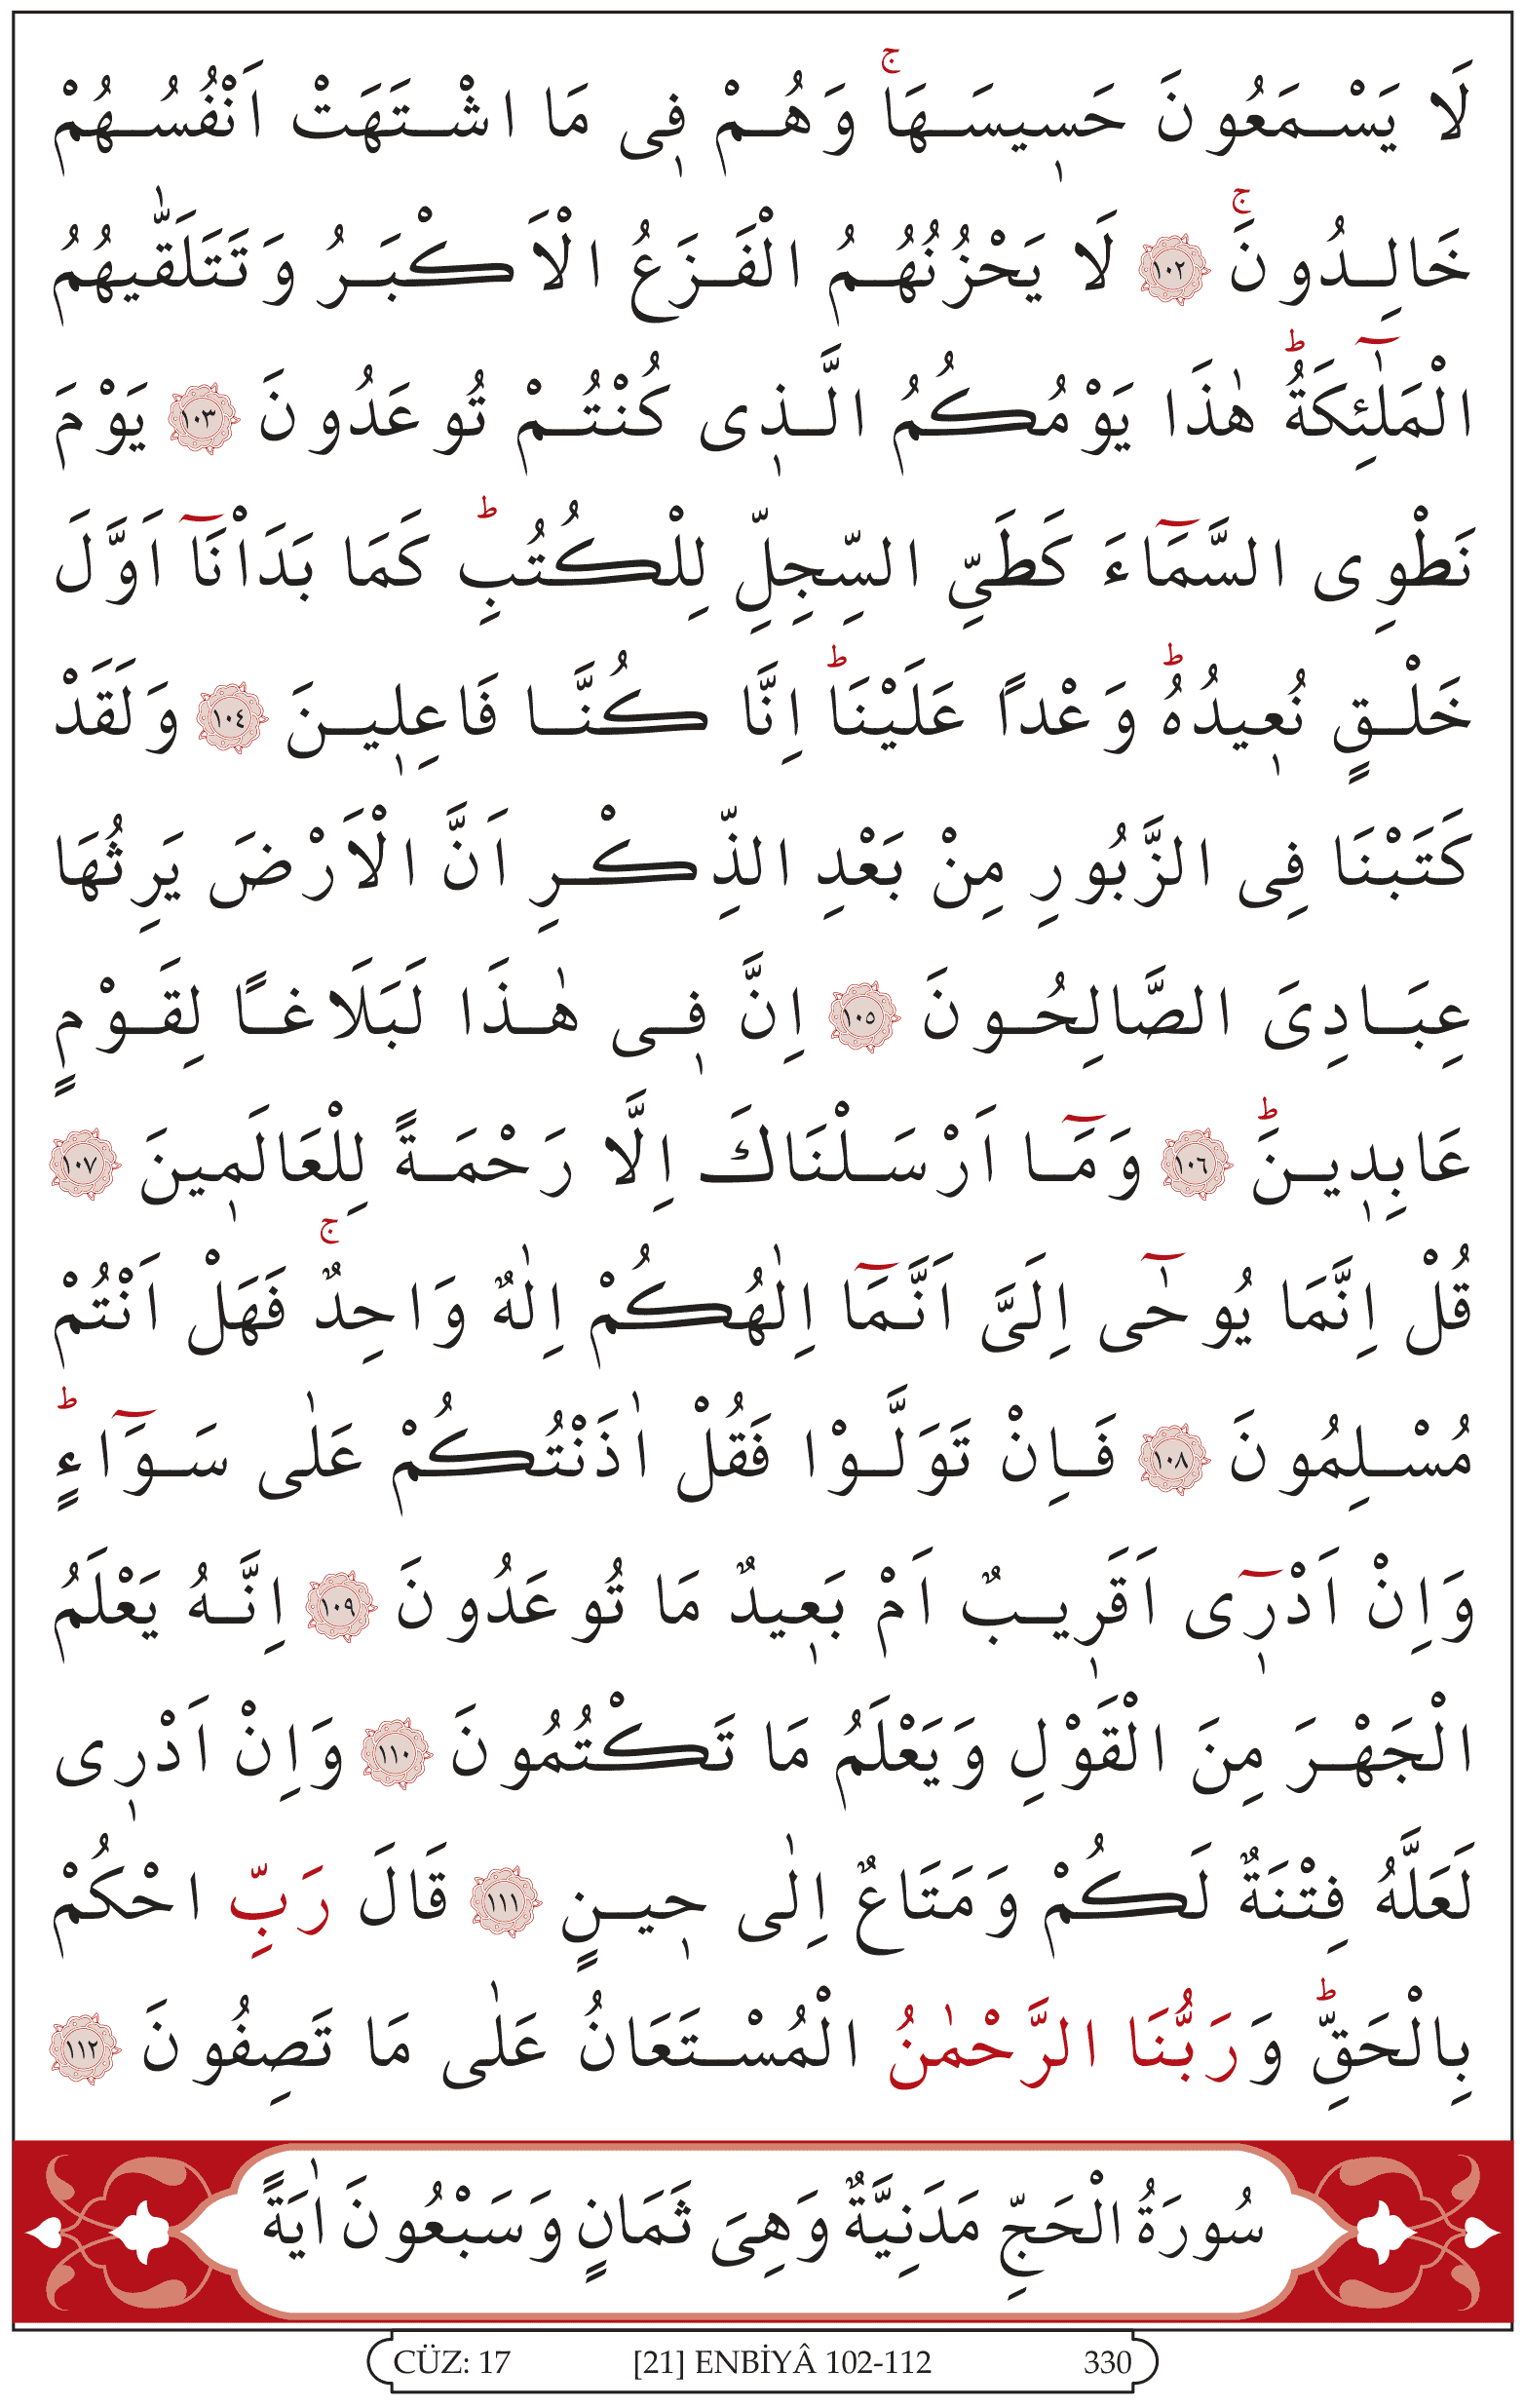 لَا يَسْمَعُونَ حَسٖيسَهَاۚ وَهُمْ فٖى مَا اشْتَهَتْ اَنْفُسُهُمْ
خَالِدُونَۚ ﴿١٠٢﴾ لَا يَحْزُنُهُمُ الْفَزَعُ الْاَكْبَرُ وَتَتَلَقّٰيهُمُ
الْمَلٰٓئِكَةُؕ هٰذَا يَوْمُكُمُ الَّذٖى كُنْتُمْ تُوعَدُونَ ﴿١٠٣﴾ يَوْمَ
نَطْوِى السَّمَٓاءَ كَطَيِّ السِّجِلِّ لِلْكُتُبِؕ كَمَا بَدَاْنَٓا اَوَّلَ
خَلْقٍ نُعٖيدُهُؕ وَعْدًا عَلَيْنَاؕ اِنَّا كُنَّا فَاعِلٖينَ ﴿١٠٤﴾ وَلَقَدْ
كَتَبْنَا فِى الزَّبُورِ مِنْ بَعْدِ الذِّكْرِ اَنَّ الْاَرْضَ يَرِثُهَا
عِبَادِىَ الصَّالِحُونَ ﴿١٠٥﴾ اِنَّ فٖى هٰذَا لَبَلَاغًا لِقَوْمٍ
عَابِدٖينَؕ ﴿١٠٦﴾ وَمَٓا اَرْسَلْنَاكَ اِلَّا رَحْمَةً لِلْعَالَمٖينَ ﴿١٠٧﴾
قُلْ اِنَّمَا يُوحٰٓى اِلَىَّ اَنَّمَٓا اِلٰهُكُمْ اِلٰهٌ وَاحِدٌۚ فَهَلْ اَنْتُمْ
مُسْلِمُونَ ﴿١٠٨﴾ فَاِنْ تَوَلَّوْا فَقُلْ اٰذَنْتُكُمْ عَلٰى سَوَٓاءٍؕ
وَاِنْ اَدْرٖٓى اَقَرٖيبٌ اَمْ بَعٖيدٌ مَا تُوعَدُونَ ﴿١٠٩﴾ اِنَّهُ يَعْلَمُ
الْجَهْرَ مِنَ الْقَوْلِ وَيَعْلَمُ مَا تَكْتُمُونَ ﴿١١٠﴾ وَاِنْ اَدْرٖى
لَعَلَّهُ فِتْنَةٌ لَكُمْ وَمَتَاعٌ اِلٰى حٖينٍ ﴿١١١﴾ قَالَ رَبِّ احْكُمْ
بِالْحَقِّؕ وَرَبُّنَا الرَّحْمٰنُ الْمُسْتَعَانُ عَلٰى مَا تَصِفُونَ ﴿١١٢﴾
سُورَةُ الْحَجِّ مَدَنِيَّةٌ وَهِىَ ثَمَانٍ وَسَبْعُونَ اٰيَةً
CÜZ: 17 [21] ENBİYÂ 102-112 330